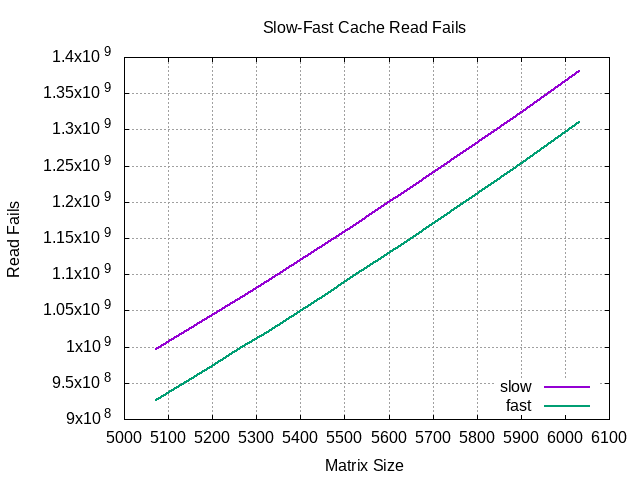 Slow-Fast Cache Read Fails
Read Fails
1.4x10 9
1.35x10 9
1.3x10 9
1.25x10 9
1.2x10 9
1.15x10 9
1.1x10 9
1.05x10 9
1x10 9
9.5x10 8
9x10 8
slow
fast
5000 5100 5200 5300 5400 5500 5600 5700 5800 5900 6000 6100
Matrix Size